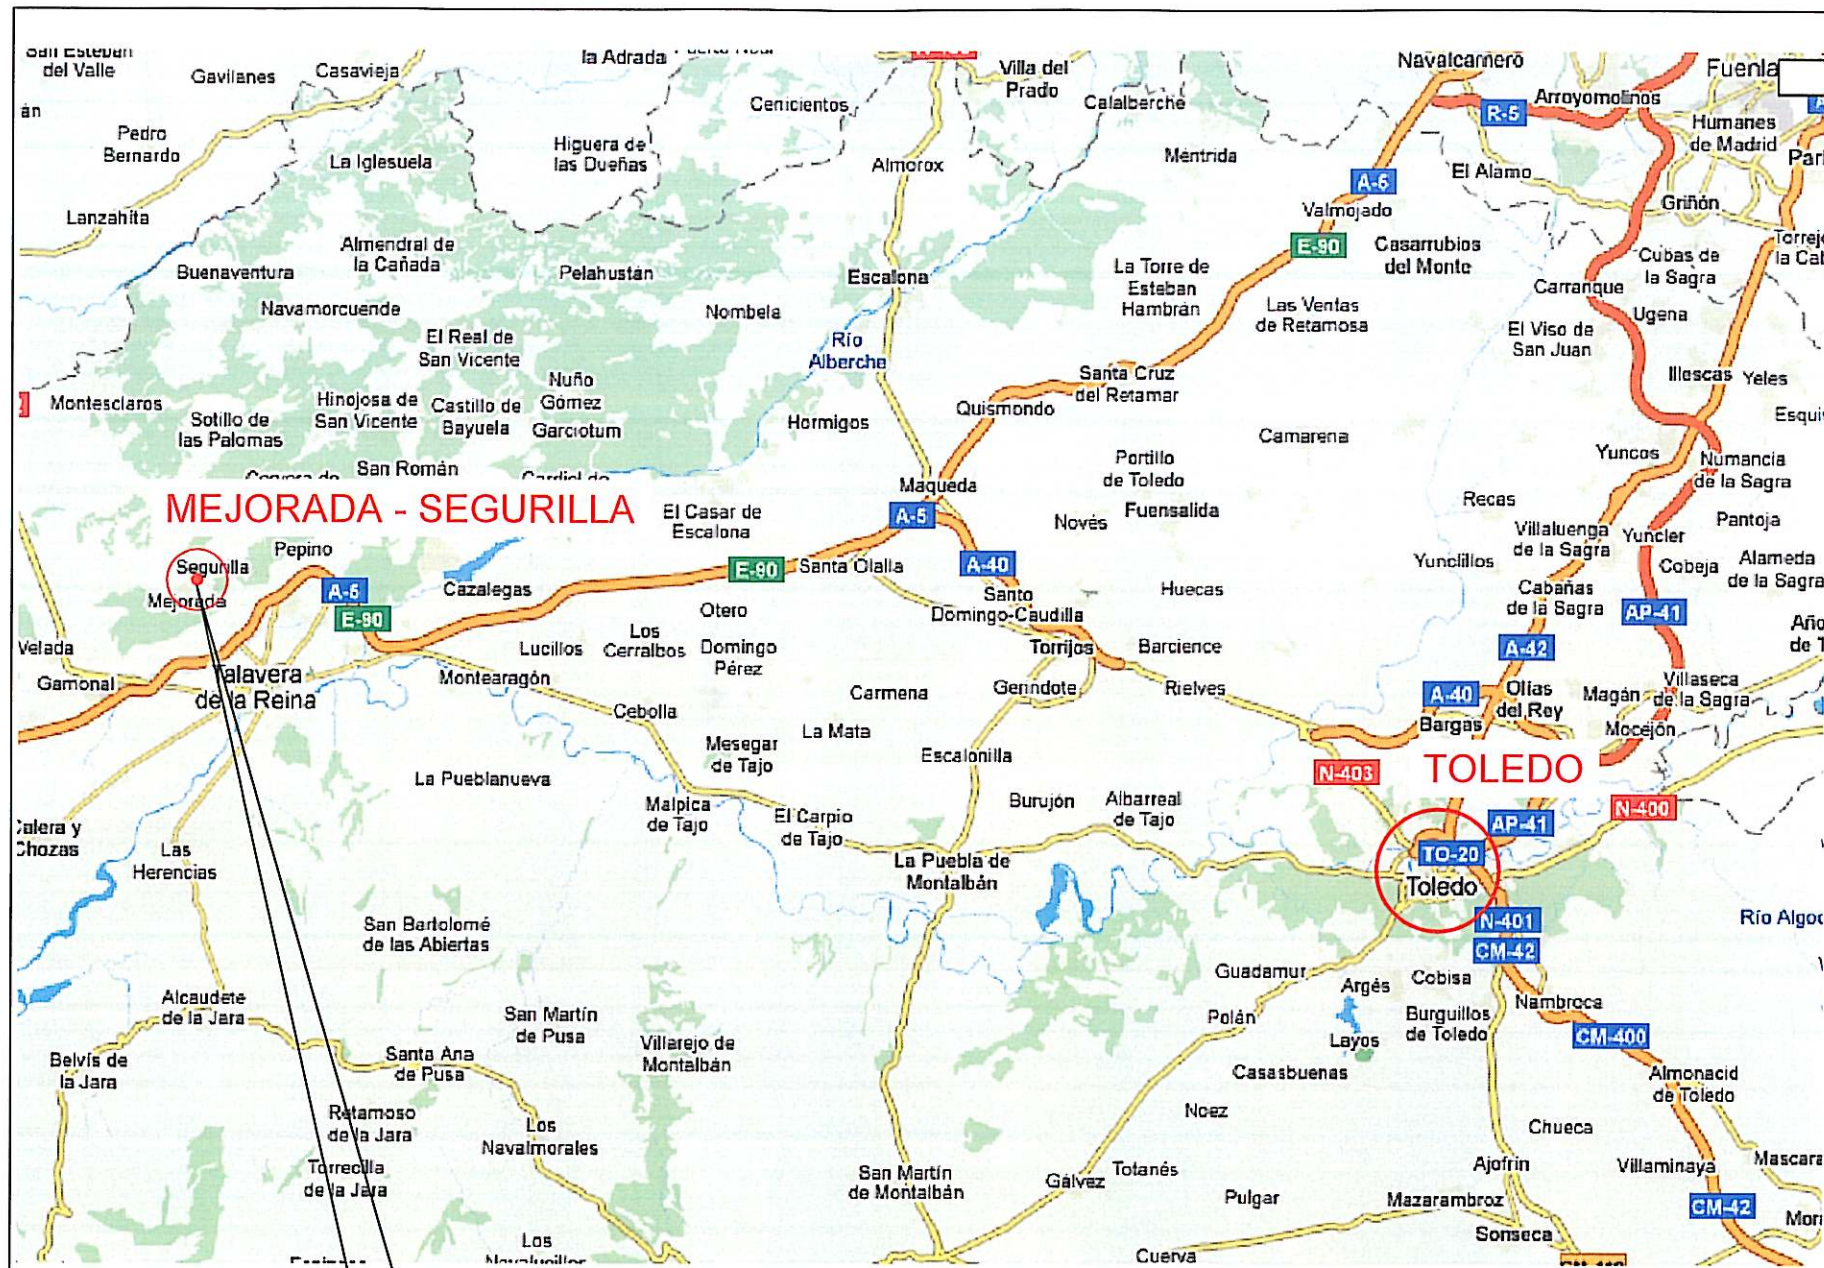 San Esteban
del Valle
Gavilanes
Casavieja
la Adrada
Villa del
Prado
Navalcarnero
Fuenla
Cenicientos
Calalberche
R-5
Arroyomolinos
Pedro
Bernardo
La Iglesuela
Higuera de
las Dueñas
Almorox
Méntrida
A-5
El Alamo
Humanes
de Madrid
Lanzahíta
Valmojado
Griñón
Almendral de
la Cañada
E-90
Casarrubios
del Monte
Cubas de
la Sagra
Buenaventura
Pelahustán
Escalona
La Torre de
Esteban
Hambrán
Carranque
Navamorcuende
Nombela
Las Ventas
de Retamosa
Ugena
El Real de
San Vicente
Río
Alberche
El Viso de
San Juan
Montesclaros
Nuño
Gómez
Santa Cruz
del Retamar
Illescas
Yeles
Sotillo de
las Palomas
Hinojosa de
San Vicente
Castillo de
Bayuela
Garciotum
Hormigos
Quismondo
Camarena
San Román
Maqueda
Portillo
de Toledo
Yuncos
Numancia
de la Sagra
MEJORADA - SEGURILLA
El Casar de
Escalona
A-5
Novés
Fuensalida
Recas
Villaluenga
de la Sagra
Yuncler
Pantoja
Segurilla
Pepino
E-90
Santa Olalla
A-40
Yunclillos
Cobeja
Alameda
de la Sagra
Mejorada
A-5
E-90
Cazalegas
Otero
Santo
Domingo-Caudilla
Huecas
Cabañas
de la Sagra
AP-41
Velada
Lucillos
Los
Cerralbos
Domingo
Pérez
Torrijos
Barcience
A-42
Gamonal
Talavera
de la Reina
Montearagón
Carmena
Gerindote
Rielves
A-40
Olías
del Rey
Magán
Villaseca
de la Sagra
Cebolla
La Mata
Bargas
Mocejón
Mesegar
de Tajo
Escalonilla
N-403
TOLEDO
La Pueblanueva
Malpica
de Tajo
El Carpio
de Tajo
Burujón
Albarreal
de Tajo
AP-41
N-400
Calera y
Chozas
Las
Herencias
La Puebla de
Montalbán
TO-20
Toledo
San Bartolomé
de las Abiertas
N-401
CM-42
Guadamur
Argés
Cobisa
Alcaudete
de la Jara
San Martín
de Pusa
Polán
Burguillos
de Toledo
Nambroca
Belvís de
la Jara
Santa Ana
de Pusa
Villarejo de
Montalbán
Layos
CM-400
Casasbuenas
Almonacid
de Toledo
Retamoso
de la Jara
Los
Navalmorales
Noez
Chueca
Torrecilla
de la Jara
San Martín
de Montalbán
Gálvez
Totanés
Ajofrín
Villaminaya
Pulgar
Mazarambroz
CM-42
Los
Navalucillos
Cuerva
Sonseca